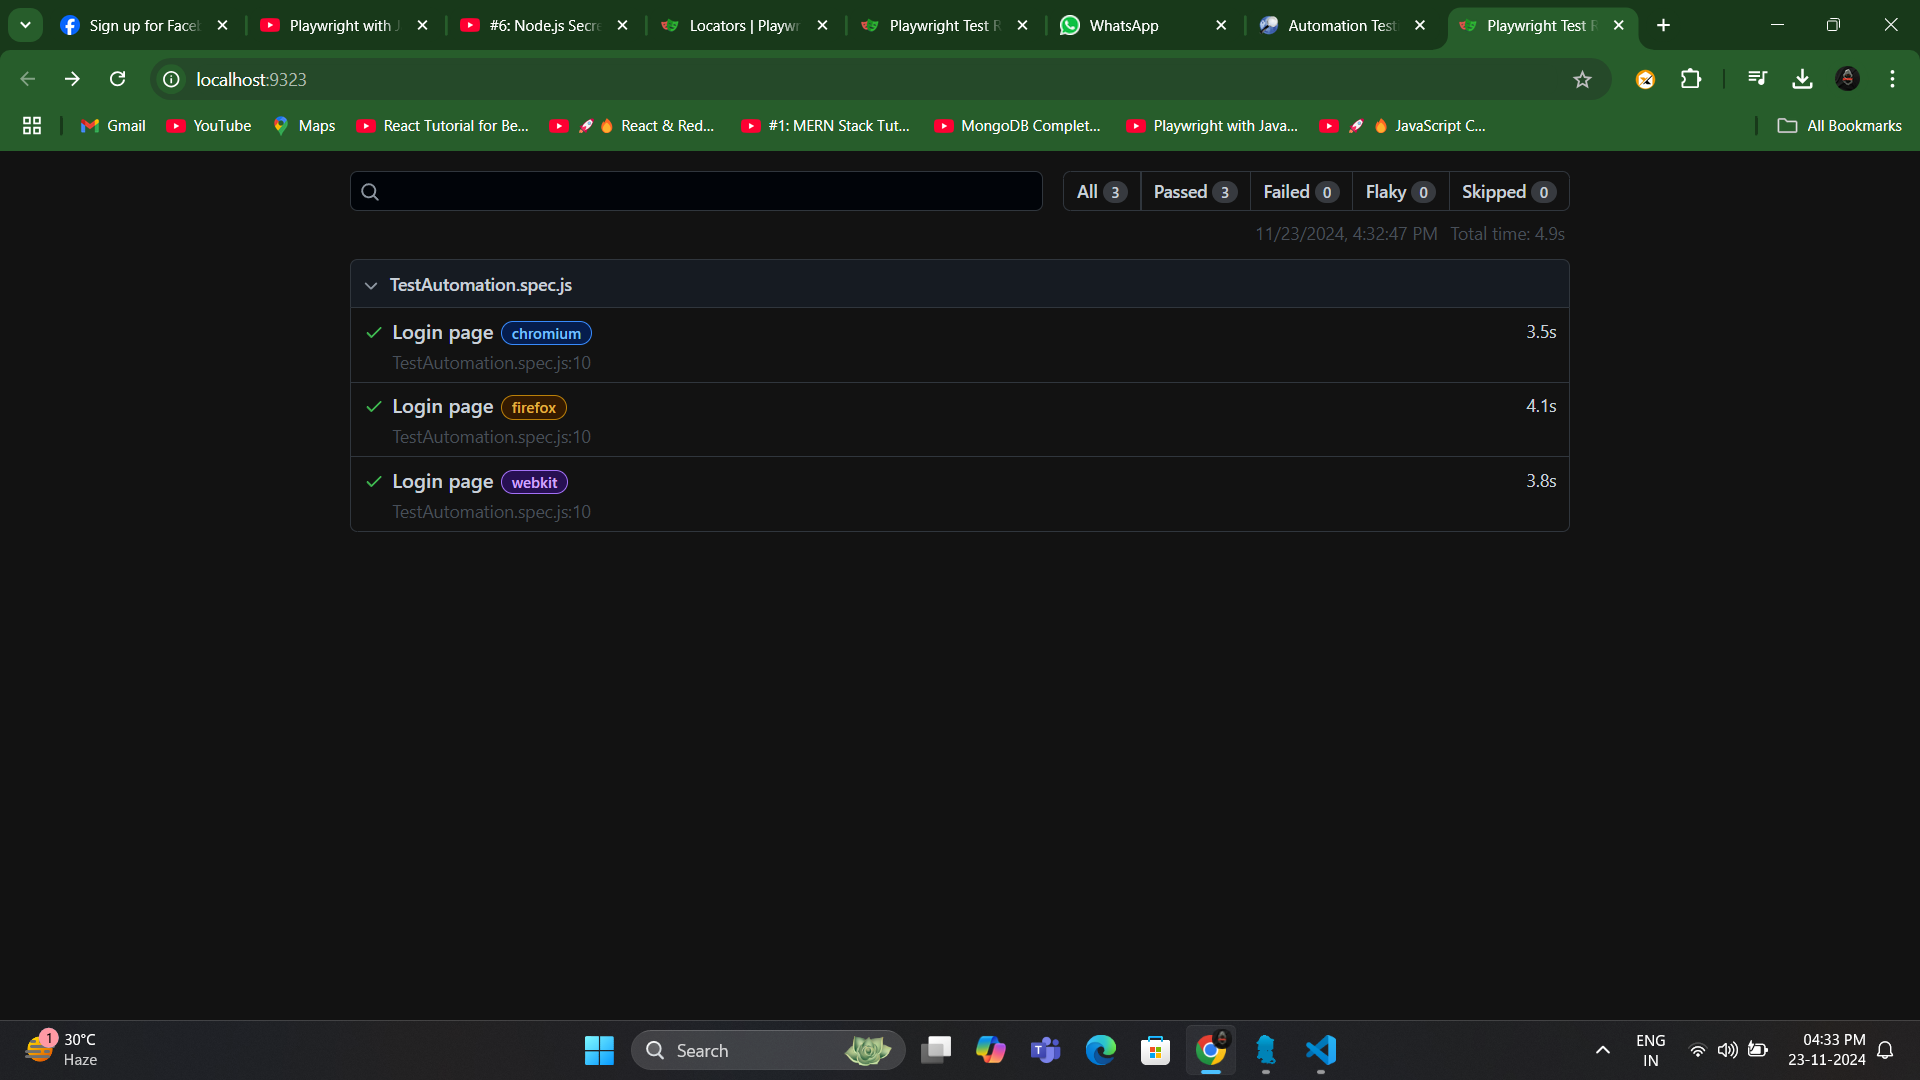 Sign up for Face
Playwright with J
#6: Node.js Secre
Locators | Playwr
Playwright Test R
WhatsApp
Automation Test
Playwright Test R
localhost:9323
Gmail
YouTube
Maps
React Tutorial for Be...
🚀🔥 React & Red...
#1: MERN Stack Tut...
MongoDB Complet...
Playwright with Java...
🚀🔥 JavaScript C...
All Bookmarks
All 3
Passed 3
Failed 0
Flaky 0
Skipped 0
11/23/2024, 4:32:47 PM Total time: 4.9s
TestAutomation.spec.js
Login page chromium 3.5s
TestAutomation.spec.js:10
Login page firefox 4.1s
TestAutomation.spec.js:10
Login page webkit 3.8s
TestAutomation.spec.js:10
1
30°C
Haze
Search
ENG
IN
04:33 PM
23-11-2024